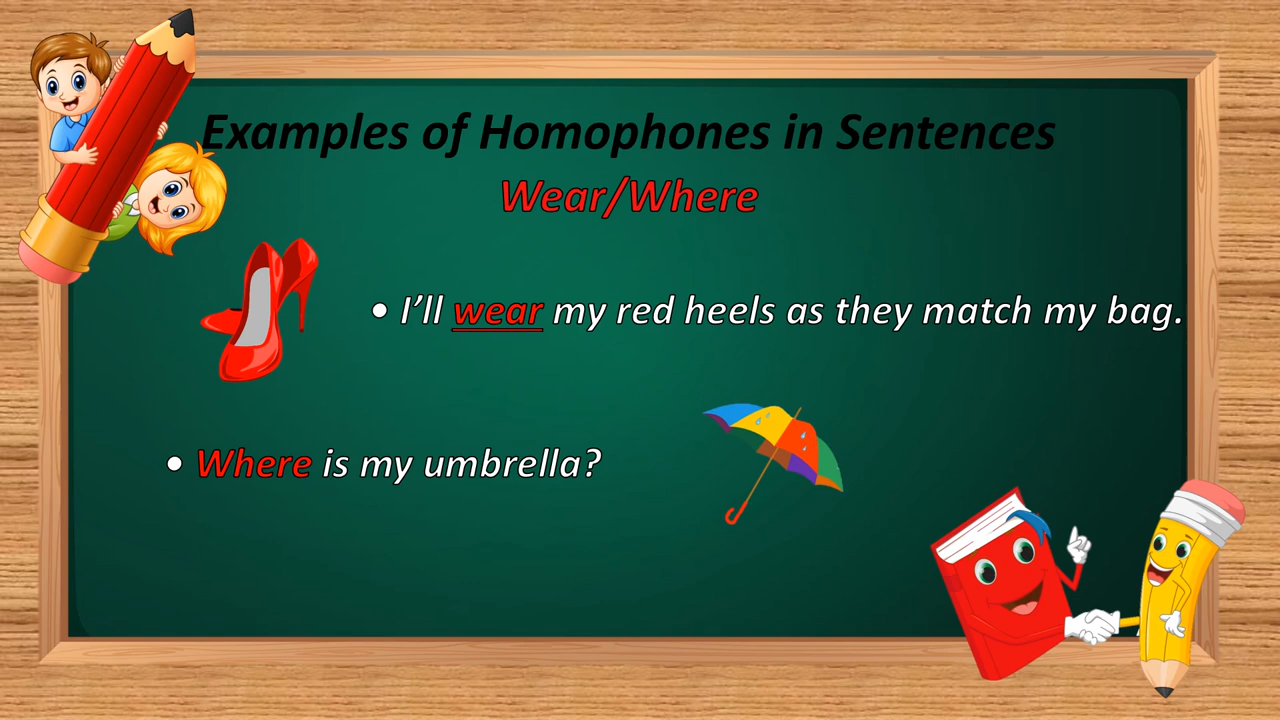 Examples of Homophones in Sentences
Wear/Where
• I’ll wear my red heels as they match my bag.
• Where is my umbrella?